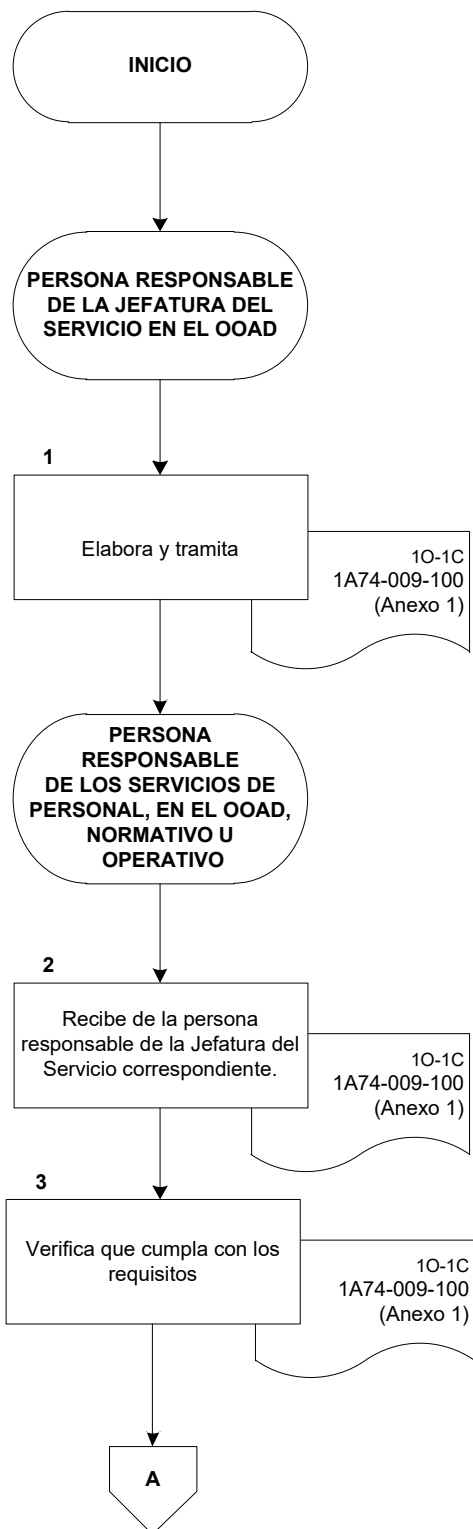 INICIO
PERSONA RESPONSABLE
DE LA JEFATURA DEL
SERVICIO EN EL OOAD
1
Elabora y tramita
1O-1C
1A74-009-100
(Anexo 1)
PERSONA
RESPONSABLE
DE LOS SERVICIOS DE
PERSONAL, EN EL OOAD,
NORMATIVO U
OPERATIVO
2
Recibe de la persona
responsable de la Jefatura del
Servicio correspondiente.
1O-1C
1A74-009-100
(Anexo 1)
3
Verifica que cumpla con los
requisitos
1O-1C
1A74-009-100
(Anexo 1)
A